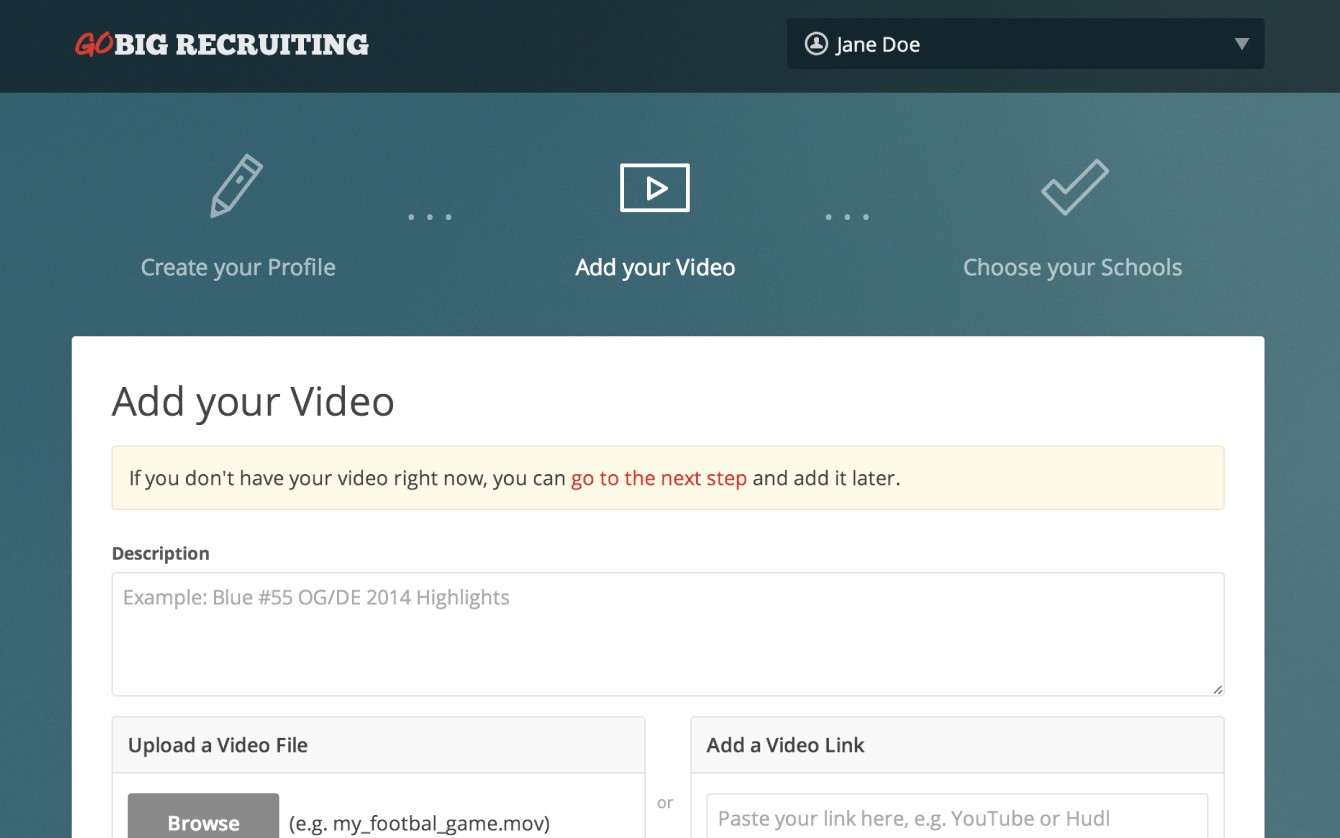 GOBIG RECRUITING
Jane Doe
Create your Profile
Add your Video
Choose your Schools
Add your Video
If you don't have your video right now, you can go to the next step and add it later.
Description
Example: Blue #55 OG/DE 2014 Highlights
Upload a Video File
Browse (e.g. my_footbal_game.mov)
or
Add a Video Link
Paste your link here, e.g. YouTube or Hudl